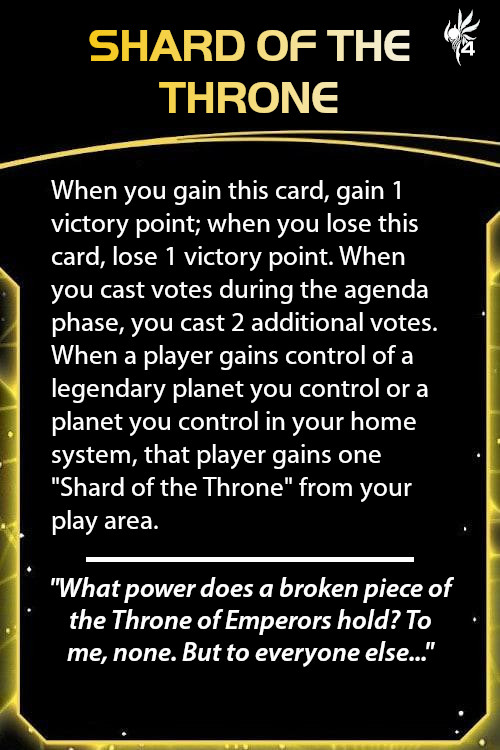 SHARD OF THE
THRONE
4
When you gain this card, gain 1
victory point; when you lose this
card, lose 1 victory point. When
you cast votes during the agenda
phase, you cast 2 additional votes.
When a player gains control of a
legendary planet you control or a
planet you control in your home
system, that player gains one
"Shard of the Throne" from your
play area.
"What power does a broken piece of
the Throne of Emperors hold? To
me, none. But to everyone else..."